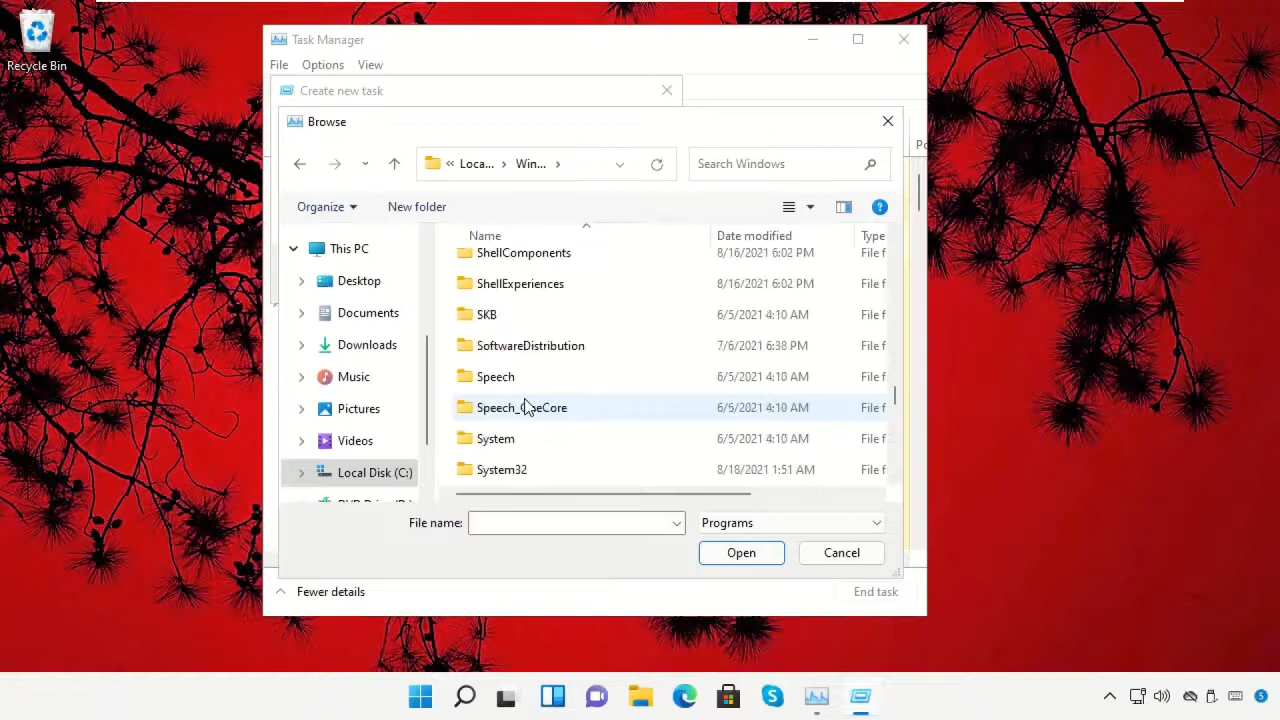 Recycle Bin
Task Manager
File Options View
Create new task
Browse
« Loca... › Win... ›
Search Windows
Organize New folder
Name Date modified Type
This PC
Desktop
Documents
Downloads
Music
Pictures
Videos
Local Disk (C:)
ShellComponents 8/16/2021 6:02 PM File f
ShellExperiences 8/16/2021 6:02 PM File f
SKB 6/5/2021 4:10 AM File f
SoftwareDistribution 7/6/2021 6:38 PM File f
Speech 6/5/2021 4:10 AM File f
Speech_OneCore 6/5/2021 4:10 AM File f
System 6/5/2021 4:10 AM File f
System32 8/18/2021 1:51 AM File f
File name:
Programs
Open Cancel
Fewer details
End task
5